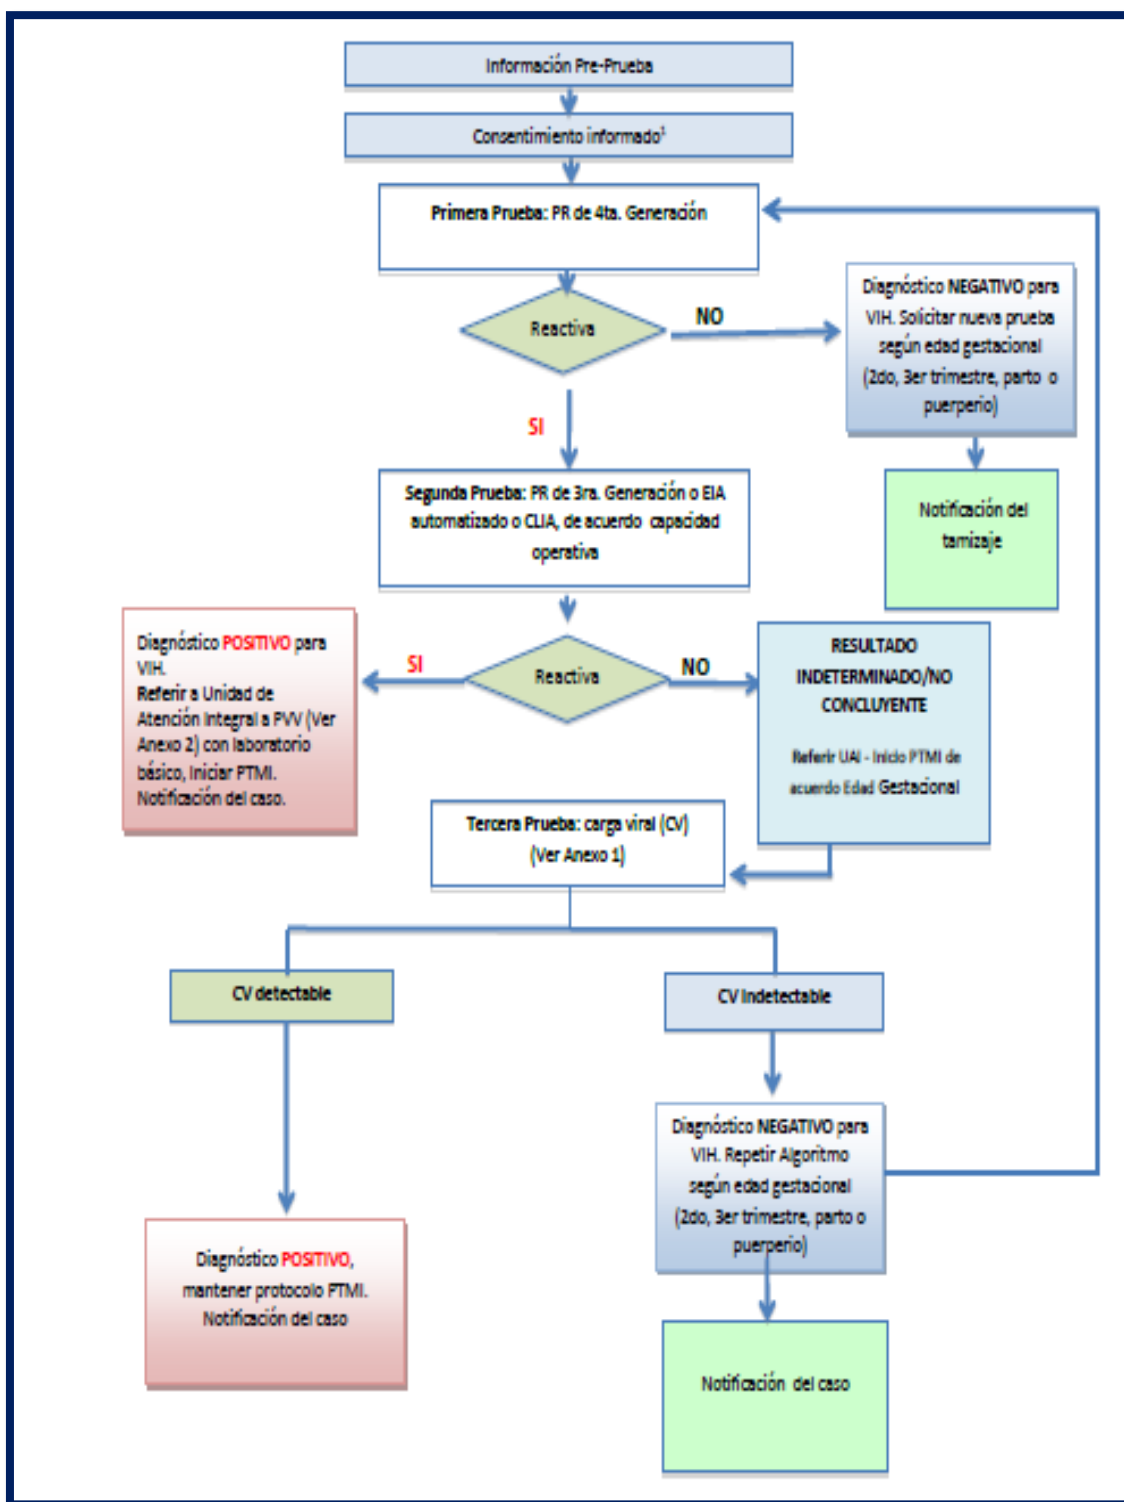 Información Pre-Prueba
Consentimiento informado¹
Primera Prueba: PR de 4ta. Generación
Reactiva
NO
Diagnóstico NEGATIVO para
VIH. Solicitar nueva prueba
según edad gestacional
(2do, 3er trimestre, parto o
puerperio)
SI
Segunda Prueba: PR de 3ra. Generación o EIA
automatizado o CLIA, de acuerdo capacidad
operativa
Notificación del
tamizaje
Diagnóstico POSITIVO para
VIH.
Referir a Unidad de
Atención Integral a PVV (Ver
Anexo 2) con laboratorio
básico, Iniciar PTMI.
Notificación del caso.
SI
Reactiva
NO
RESULTADO
INDETERMINADO/NO
CONCLUYENTE
Referir UAI - Inicio PTMI de
acuerdo Edad Gestacional
Tercera Prueba: carga viral (CV)
(Ver Anexo 1)
CV detectable
CV Indetectable
Diagnóstico NEGATIVO para
VIH. Repetir Algoritmo
según edad gestacional
(2do, 3er trimestre, parto o
puerperio)
Diagnóstico POSITIVO,
mantener protocolo PTMI.
Notificación del caso
Notificación del caso